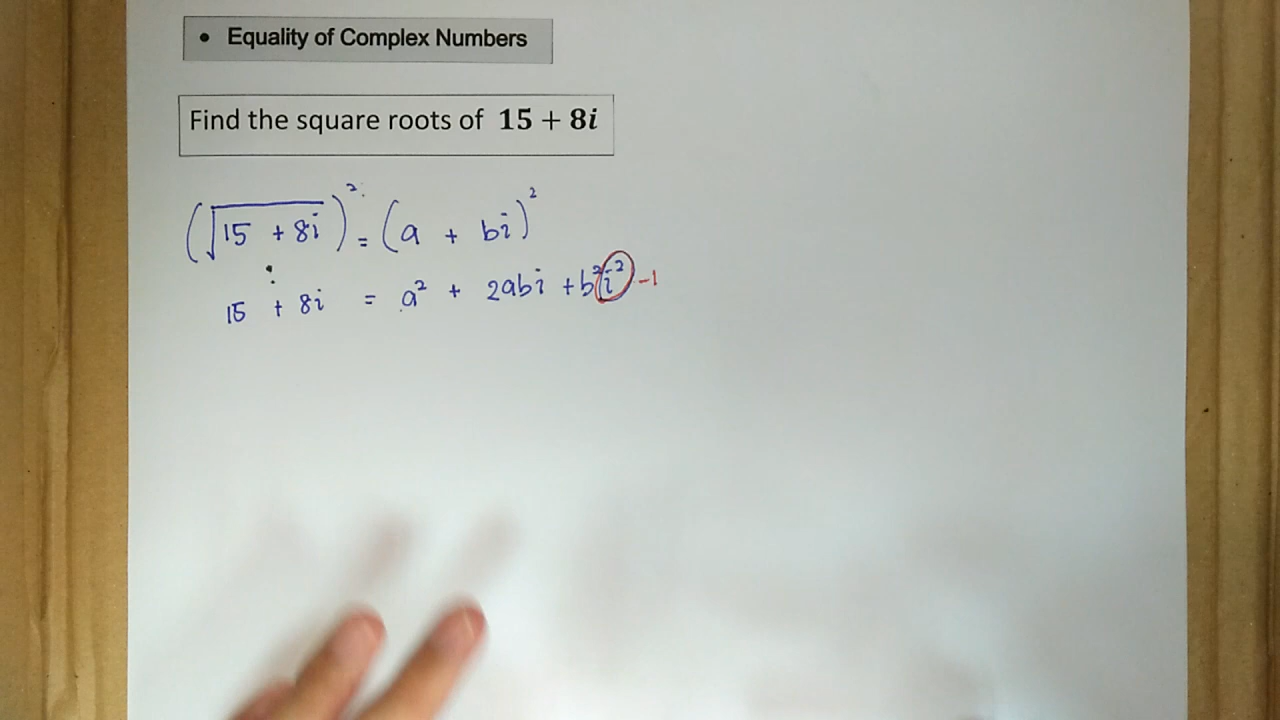 • Equality of Complex Numbers
Find the square roots of 15 + 8i
(√15 + 8i)² = (a + bi)²
15 + 8i = a² + 2abi + b²i² -1